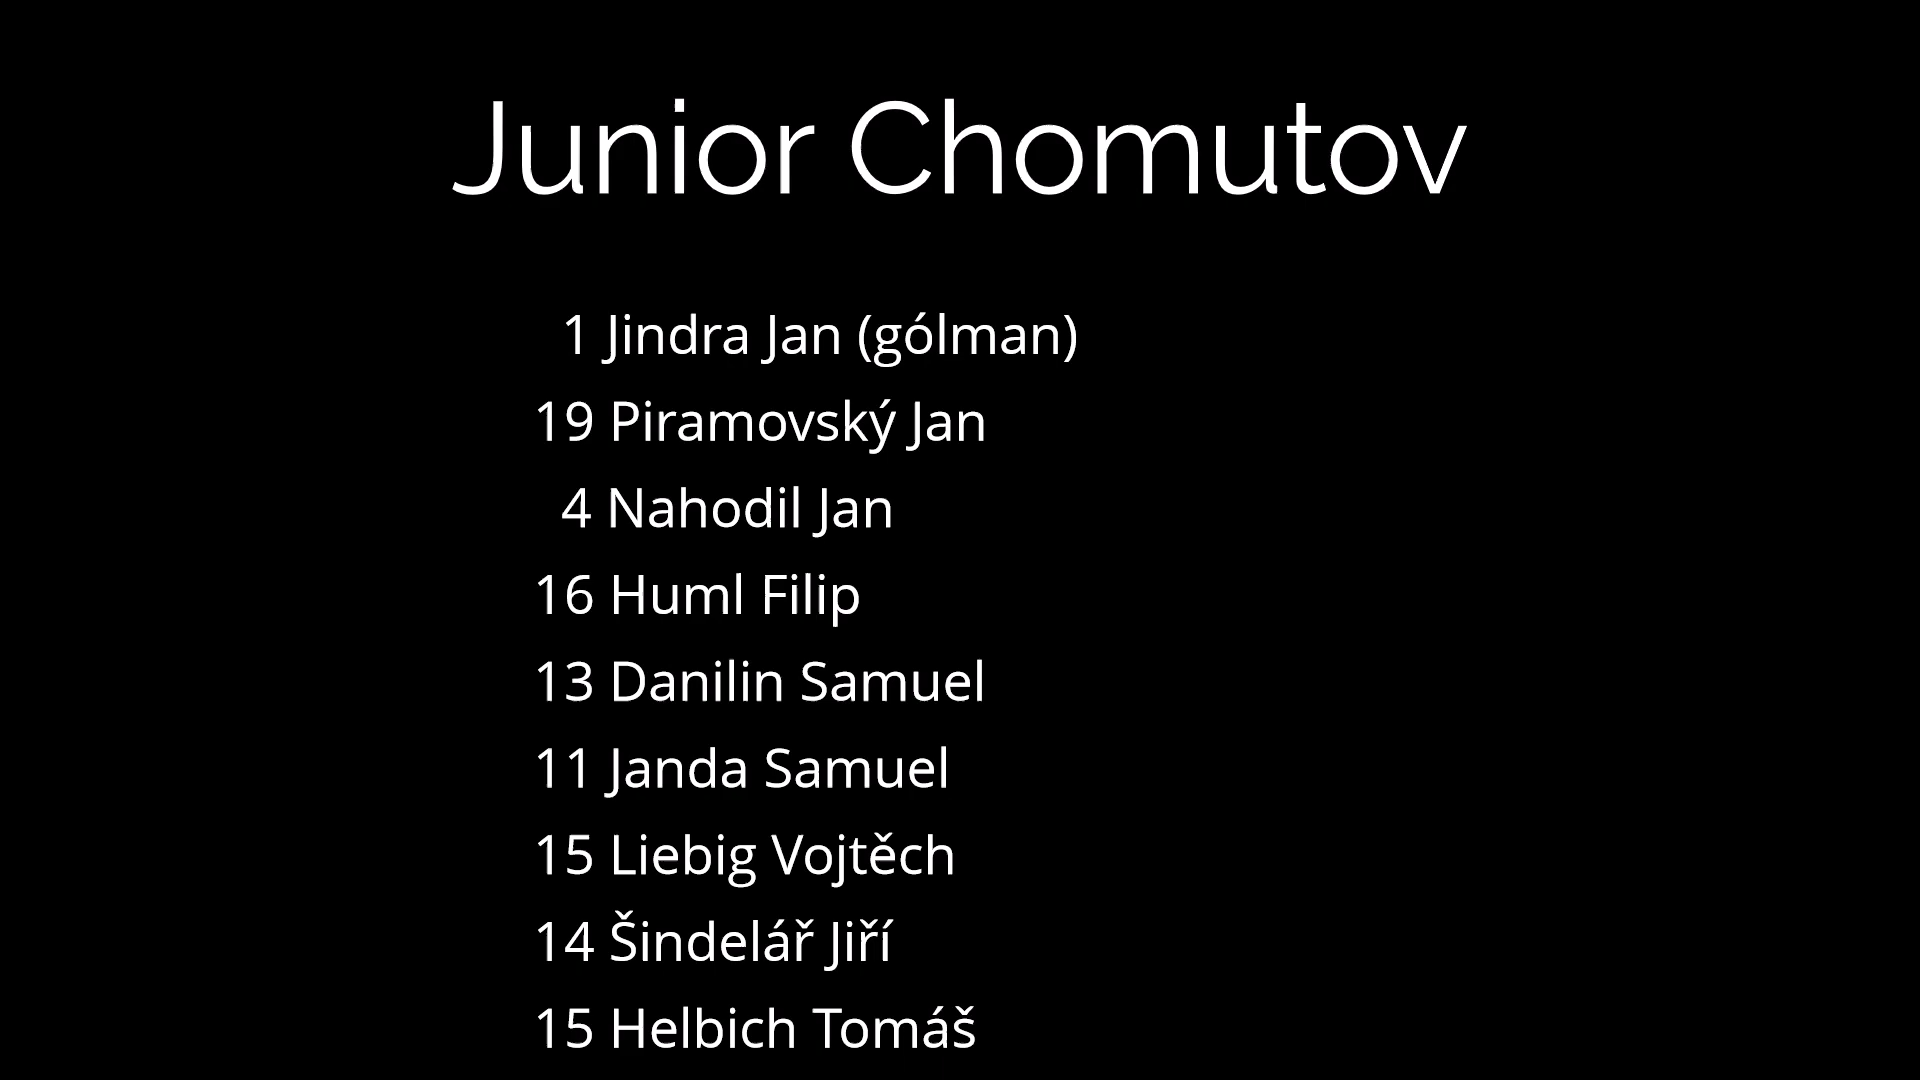 Junior Chomutov
1 Jindra Jan (gólman)
19 Piramovský Jan
4 Nahodil Jan
16 Huml Filip
13 Danilin Samuel
11 Janda Samuel
15 Liebig Vojtěch
14 Šindelář Jiří
15 Helbich Tomáš